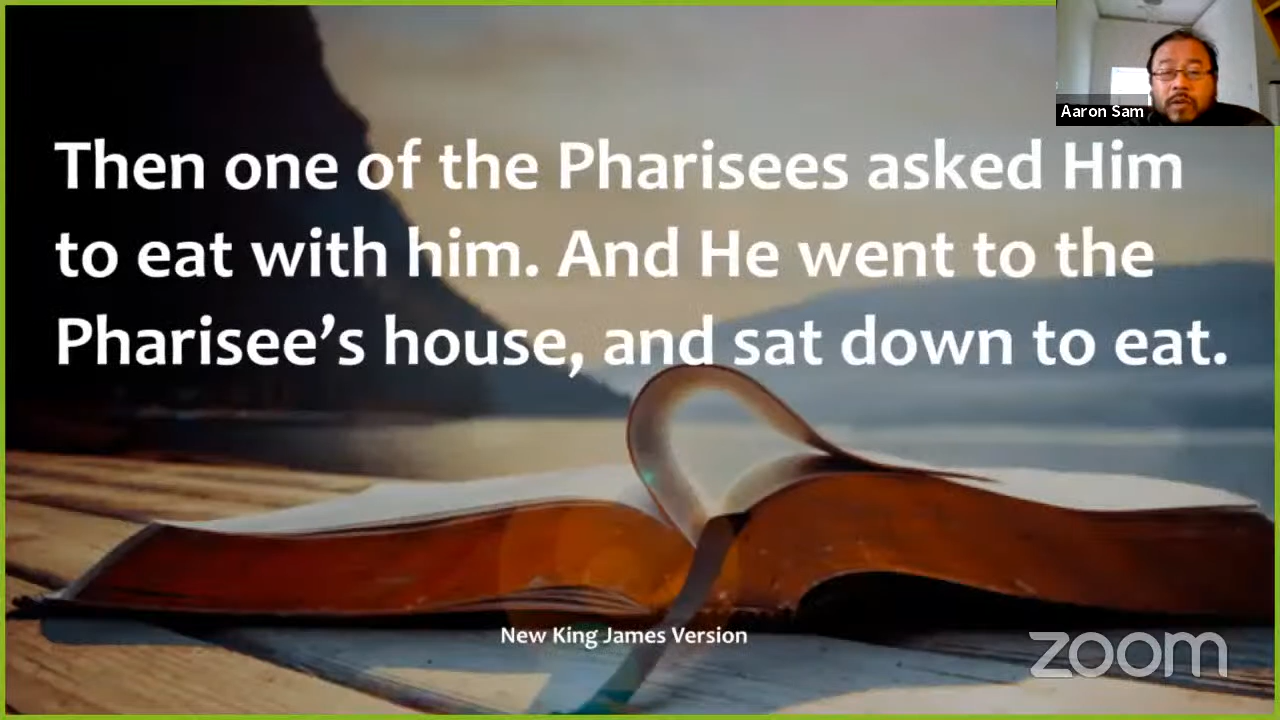 Aaron Sam
Then one of the Pharisees asked Him
to eat with him. And He went to the
Pharisee’s house, and sat down to eat.
New King James Version
zoom